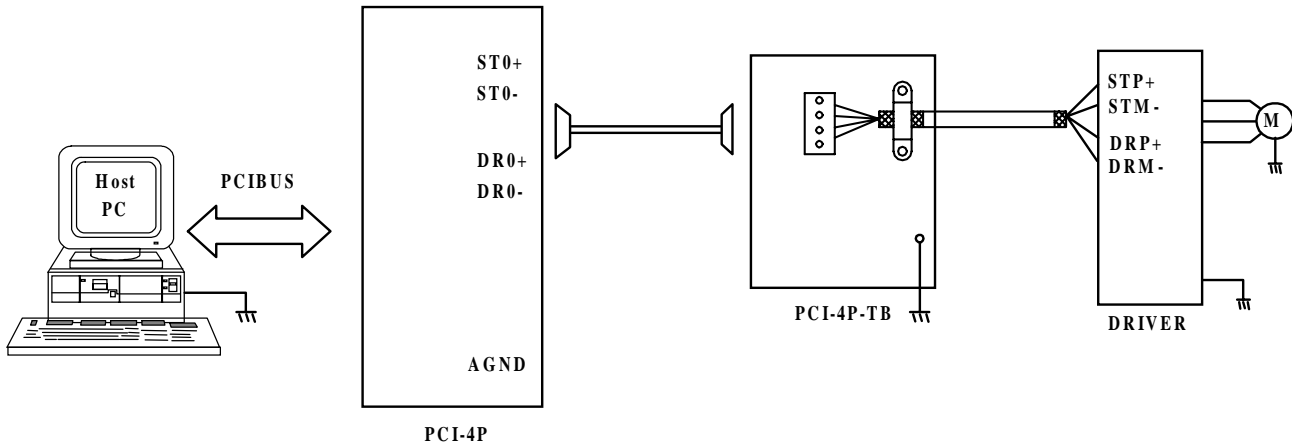 Host
PC
PCIBUS
ST0+
ST0-
DR0+
DR0-
AGND
PCI-4P
PCI-4P-TB
STP+
STM-
DRP+
DRM-
M
DRIVER